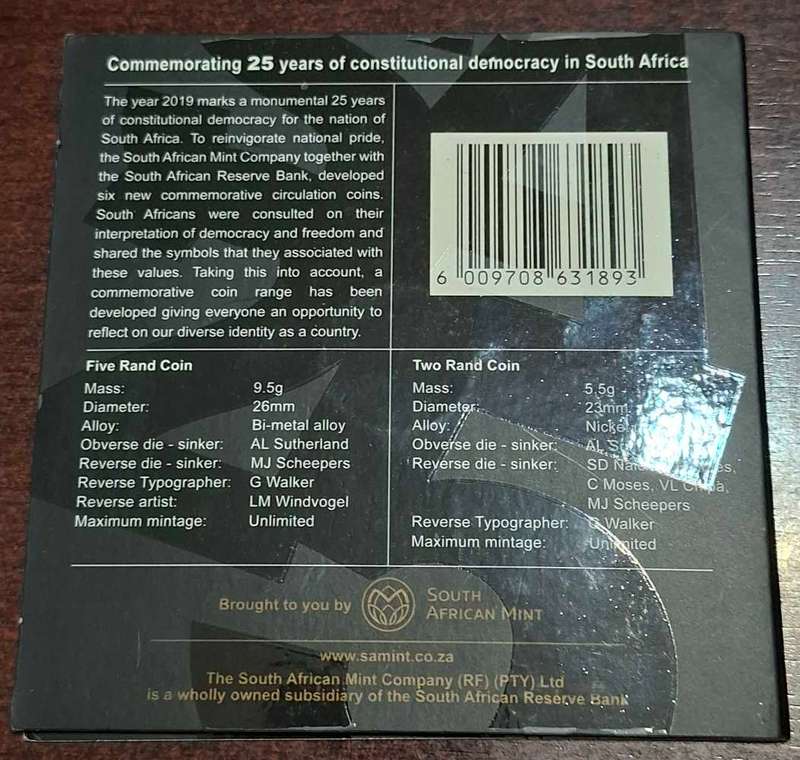 Commemorating 25 years of constitutional democracy in South Africa
The year 2019 marks a monumental 25 years
of constitutional democracy for the nation of
South Africa. To reinvigorate national pride,
the South African Mint Company together with
the South African Reserve Bank, developed
six new commemorative circulation coins.
South Africans were consulted on their
interpretation of democracy and freedom and
shared the symbols that they associated with
these values. Taking this into account, a
commemorative coin range has been
developed giving everyone an opportunity to
reflect on our diverse identity as a country.
6 009708 631893
Five Rand Coin
Mass: 9.5g
Diameter: 26mm
Alloy: Bi-metal alloy
Obverse die - sinker: AL Sutherland
Reverse die - sinker: MJ Scheepers
Reverse Typographer: G Walker
Reverse artist: LM Windvogel
Maximum mintage: Unlimited
Two Rand Coin
Mass: 5.5g
Diameter: 23mm
Alloy:
Obverse die - sinker: AL
Reverse die - sinker: SD
C Moses, VL
MJ Scheepers
Reverse Typographer: G Walker
Maximum mintage: Unlimited
Brought to you by
SOUTH
AFRICAN MINT
www.samint.co.za
The South African Mint Company (RF) (PTY) Ltd
is a wholly owned subsidiary of the South African Reserve Bank